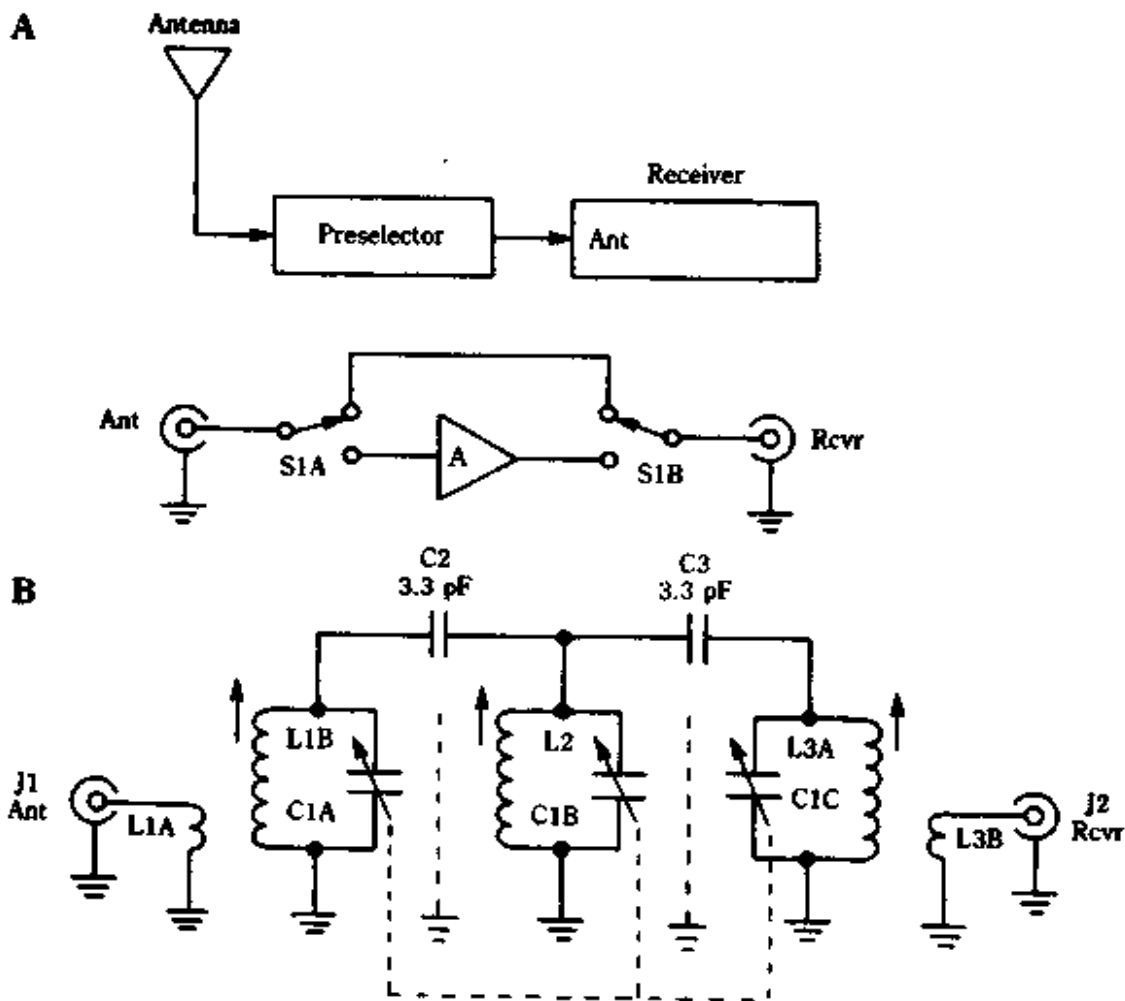 A
Antenna
Receiver
Preselector
Ant
Ant
S1A
A
S1B
Rcvr
B
C2
3.3 pF
C3
3.3 pF
L1B
L2
L3A
J1
Ant
L1A
C1A
C1B
C1C
L3B
J2
Rcvr